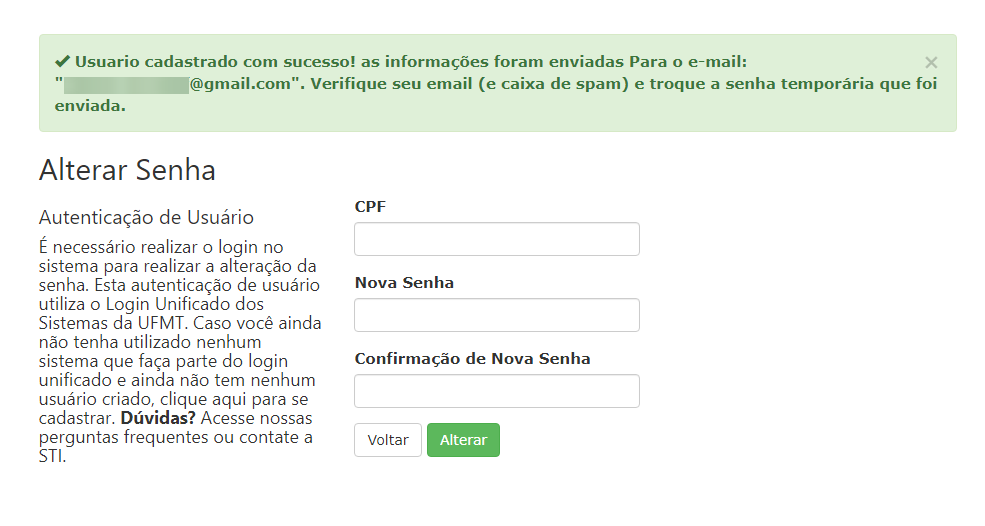 ✔ Usuario cadastrado com sucesso! as informações foram enviadas Para o e-mail: ×
"@gmail.com". Verifique seu email (e caixa de spam) e troque a senha temporária que foi
enviada.
Alterar Senha
Autenticação de Usuário
É necessário realizar o login no
sistema para realizar a alteração da
senha. Esta autenticação de usuário
utiliza o Login Unificado dos
Sistemas da UFMT. Caso você ainda
não tenha utilizado nenhum
sistema que faça parte do login
unificado e ainda não tem nenhum
usuário criado, clique aqui para se
cadastrar. Dúvidas? Acesse nossas
perguntas frequentes ou contate a
STI.
CPF
Nova Senha
Confirmação de Nova Senha
Voltar Alterar